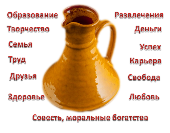 Образование
Развлечения
Творчество
Деньги
Семья
Успех
Труд
Карьера
Друзья
Свобода
Здоровье
Любовь
Совесть, моральные богатства